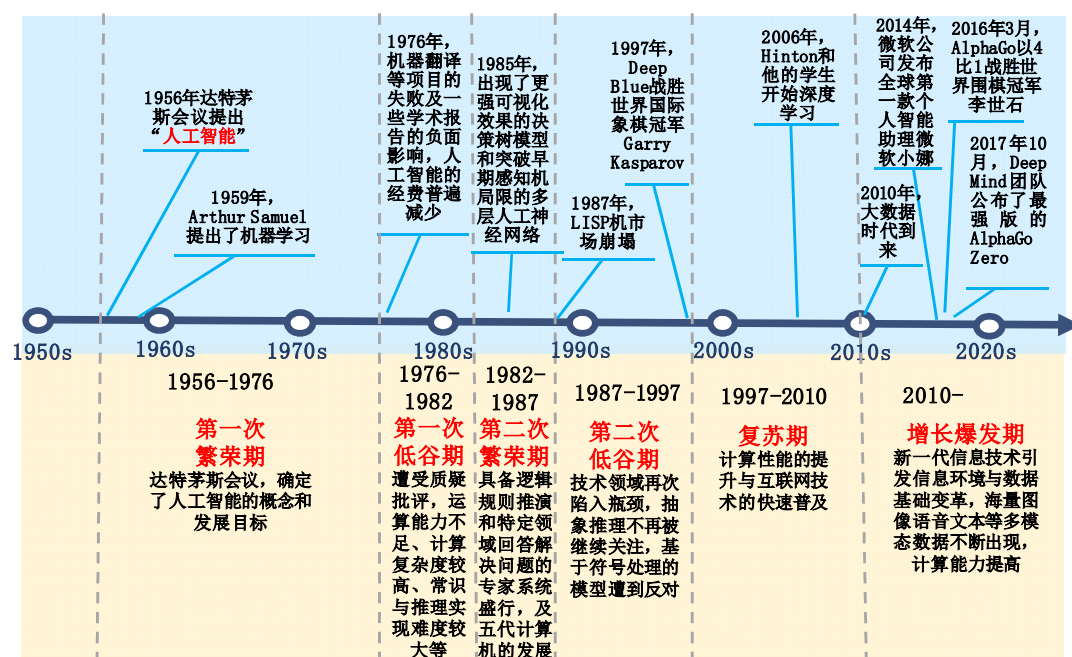 1956年达特茅
斯会议提出
“人工智能”
1959年，
Arthur Samuel
提出了机器学习
1976年，
机器翻译
等项目的
失败及一
些学术报
告的负面
影响，人
工智能的
经费普遍
减少
1985年，
出现了更
强可视化
效果的决
策树模型
和突破早
期感知机
局限的多
层人工神
经网络
1987年，
LISP机市
场崩塌
1997年，
Deep
Blue战胜
世界国际
象棋冠军
Garry
Kasparov
2006年，
Hinton和
他的学生
开始深度
学习
2010年，
大数据
时代到
来
2014年，
微软公
司发布
全球第
一款个
人智能
助理微
软小娜
2016年3月，
AlphaGo以4
比1战胜世
界围棋冠军
李世石
2017年10
月，Deep
Mind团队
公布了最
强版的
AlphaGo
Zero
1950s
1960s
1970s
1980s
1990s
2000s
2010s
2020s
1956-1976
第一次
繁荣期
达特茅斯会议，确定
了人工智能的概念和
发展目标
1976-
1982
第一次
低谷期
遭受质疑
批评，运
算能力不
足、计算
复杂度较
高、常识
与推理实
现难度较
大等
1982-
1987
第二次
繁荣期
具备逻辑
规则推演
和特定领
域回答解
决问题的
专家系统
盛行，及
五代计算
机的发展
1987-1997
第二次
低谷期
技术领域再次
陷入瓶颈，抽
象推理不再被
继续关注，基
于符号处理的
模型遭到反对
1997-2010
复苏期
计算性能的提
升与互联网技
术的快速普及
2010-
增长爆发期
新一代信息技术引
发信息环境与数据
基础变革，海量图
像语音文本等多模
态数据不断出现，
计算能力提高